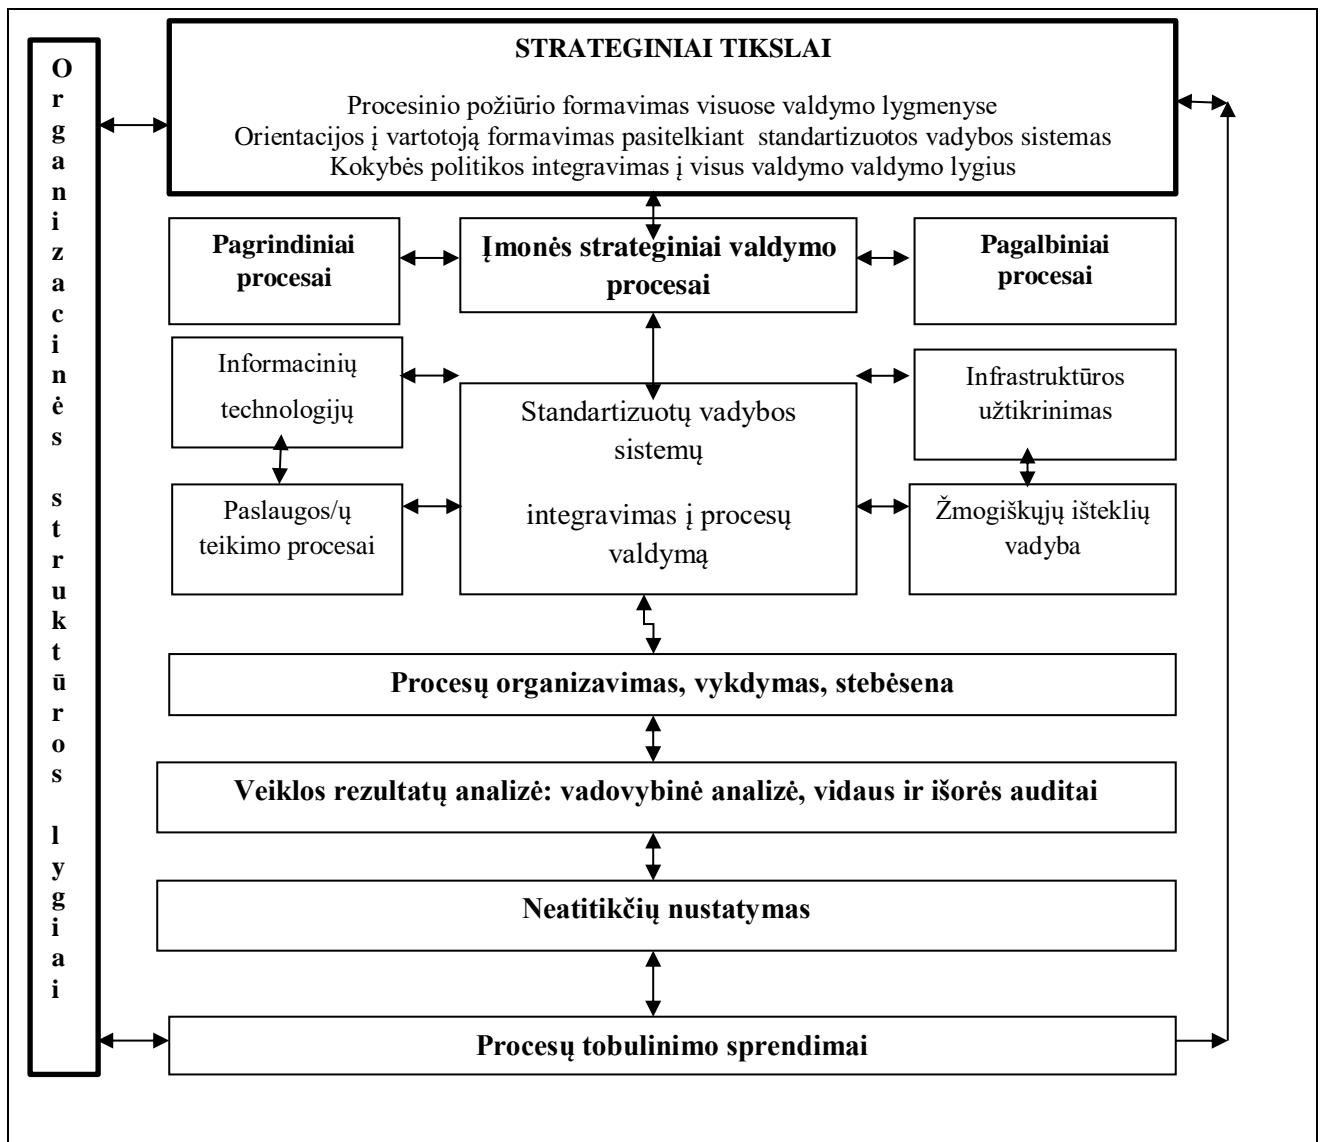 Organizacinės struktūros lygiai
STRATEGINIAI TIKSLAI
Procesinio požiūrio formavimas visuose valdymo lygmenyse
Orientacijos į vartotoją formavimas pasitelkiant standartizuotos vadybos sistemas
Kokybės politikos integravimas į visus valdymo valdymo lygius
Pagrindiniai
procesai
Įmonės strateginiai valdymo
procesai
Pagalbiniai
procesai
Informacinių
technologijų
Standartizuotų vadybos
sistemų
integravimas į procesų
valdymą
Infrastruktūros
užtikrinimas
Paslaugos/ų
teikimo procesai
Žmogiškųjų išteklių
vadyba
Procesų organizavimas, vykdymas, stebėsena
Veiklos rezultatų analizė: vadovybinė analizė, vidaus ir išorės auditai
Neatitikčių nustatymas
Procesų tobulinimo sprendimai